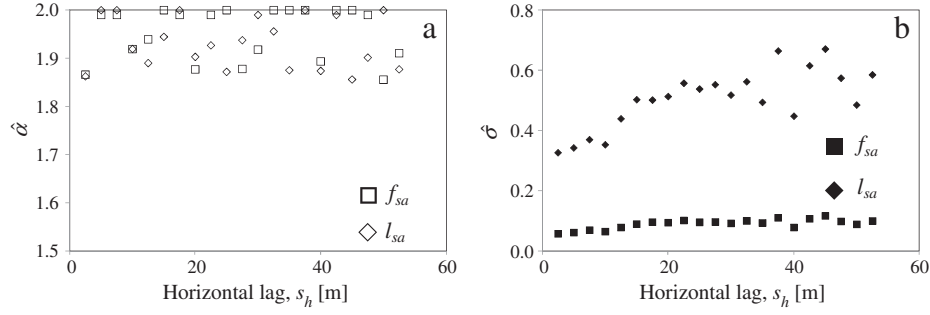 2.0
1.9
1.8
1.7
1.6
1.5
α̂
0
20
40
60
Horizontal lag, s_h [m]
a
f_sa
l_sa
0.8
0.6
0.4
0.2
0.0
σ̂
0
20
40
60
Horizontal lag, s_h [m]
b
f_sa
l_sa